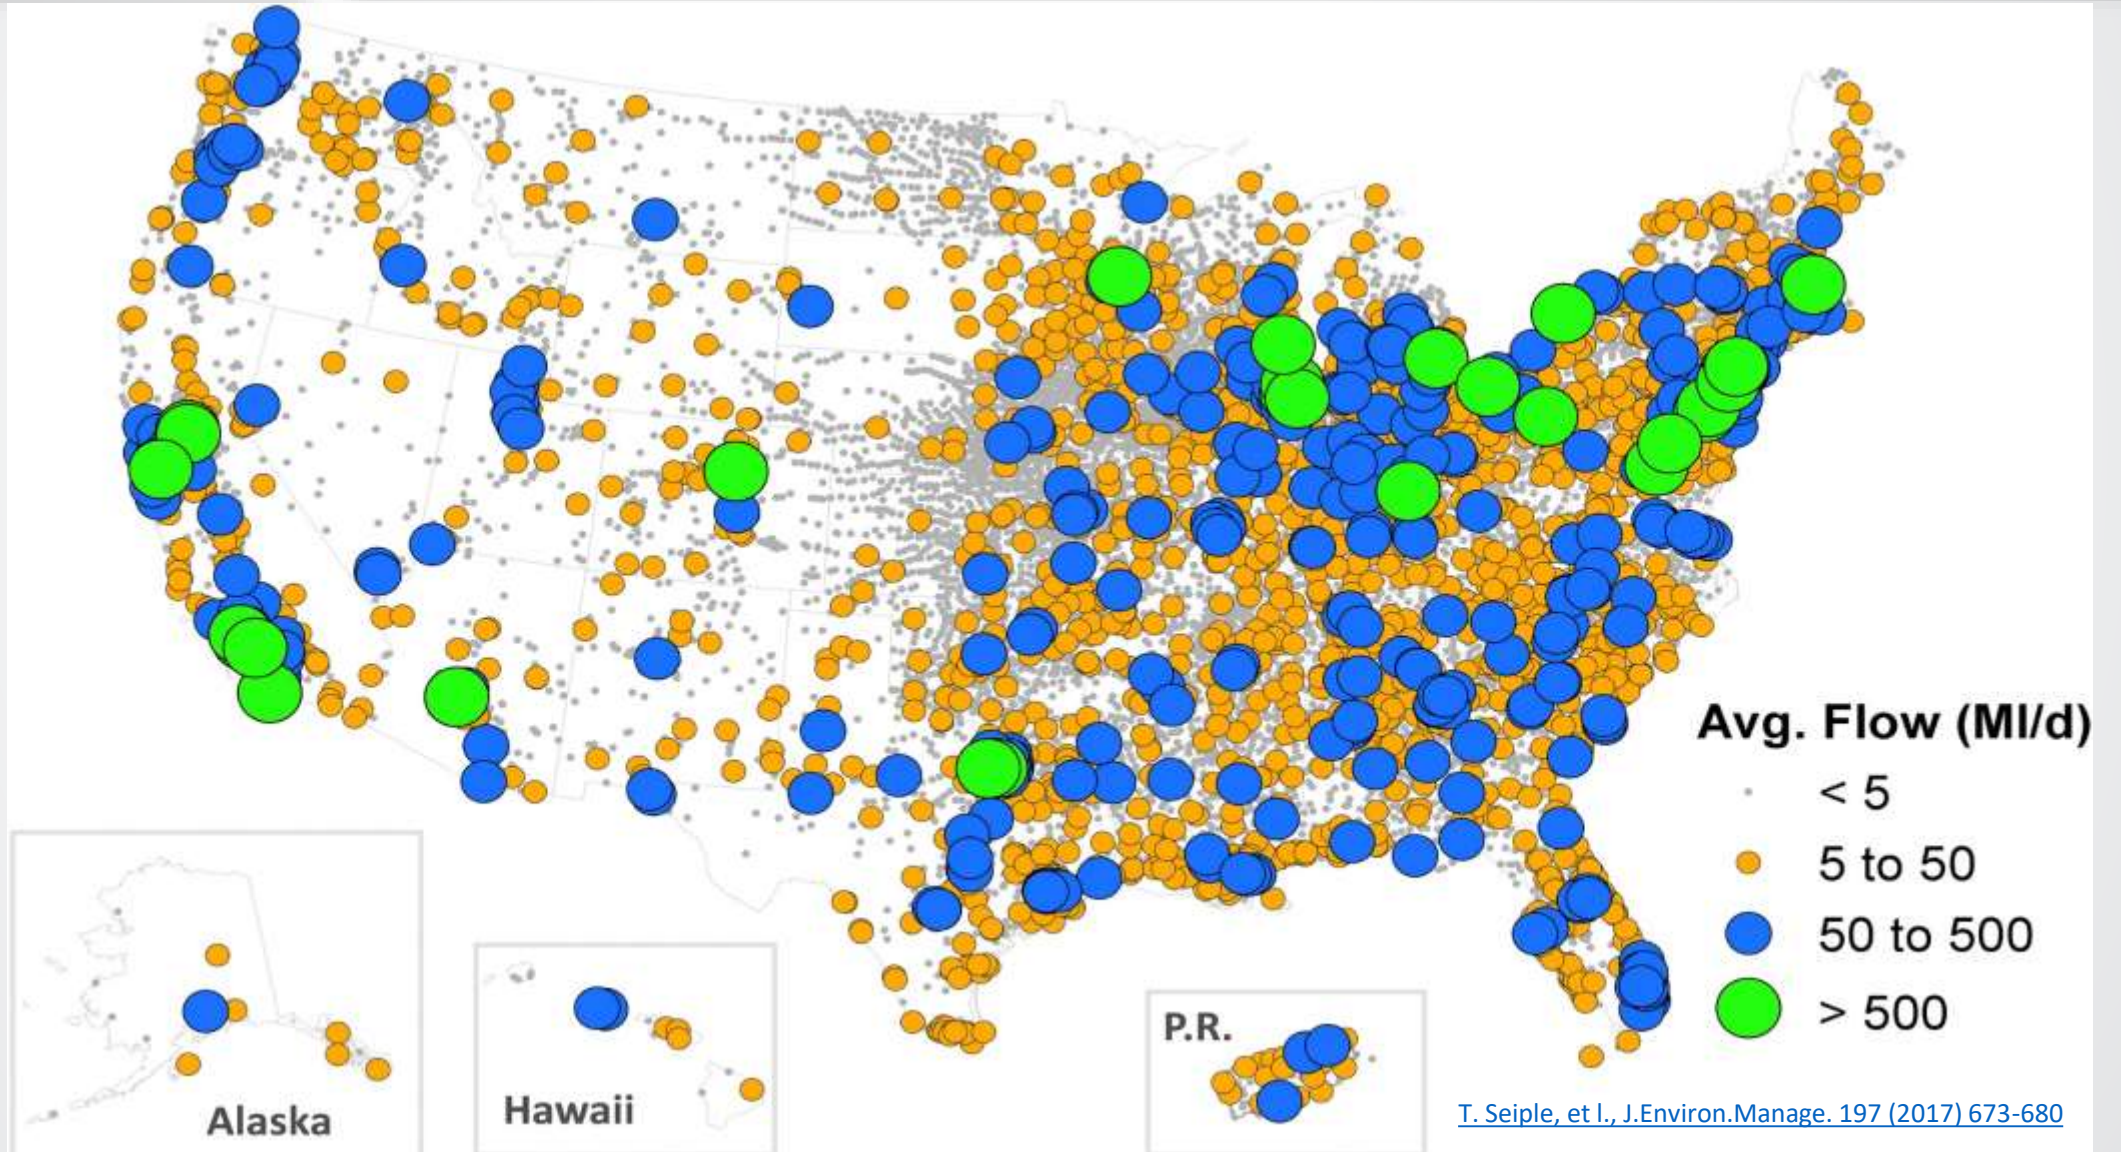 Avg. Flow (Ml/d)
< 5
5 to 50
50 to 500
> 500
Alaska
Hawaii
P.R.
T. Seiple, et l., J.Environ.Manage. 197 (2017) 673-680